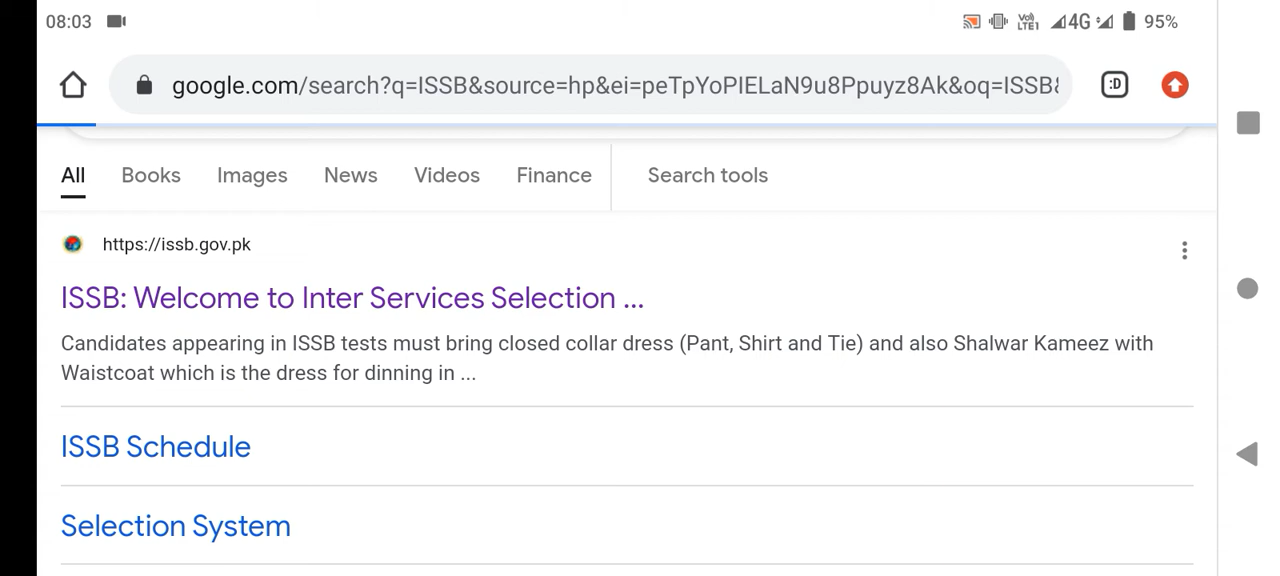 08:03 Vo) LTE1 4G 95%
google.com/search?q=ISSB&source=hp&ei=peTpYoPIELaN9u8Ppuyz8Ak&oq=ISSB& :D
All Books Images News Videos Finance Search tools
https://issb.gov.pk
ISSB: Welcome to Inter Services Selection ...
Candidates appearing in ISSB tests must bring closed collar dress (Pant, Shirt and Tie) and also Shalwar Kameez with
Waistcoat which is the dress for dinning in ...
ISSB Schedule
Selection System